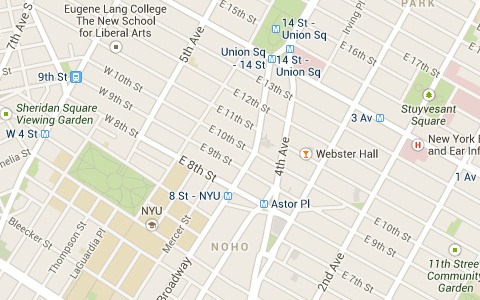 7th Ave S
Eugene Lang College
The New School
for Liberal Arts
5th Ave
E 15th St
14 St -
Union Sq
Irving Pl
PARK
Union Sq
- 14 St
14 St -
Union Sq
E 17th St
E 16th St
9th St
W 10th St
W 9th St
W 8th St
E 13th St
E 12th St
E 11th St
E 10th St
E 9th St
E 8th St
Stuyvesant
Square
Sheridan Square
Viewing Garden
W 4 St
3 Av
4th Ave
Webster Hall
New York E
and Ear Inf
1 Av
nelia St
8 St - NYU
Astor Pl
NYU
Mercer St
NOHO
Bleecker St
Thompson St
LaGuardia Pl
Broadway
2nd Ave
E 10th St
E 9th St
E 7th St
11th Street
Community
Garden